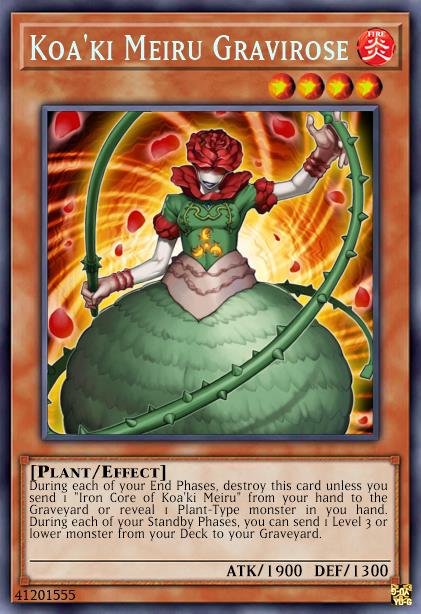 Koa'ki Meiru Gravirose
FIRE
炎
[Plant/Effect]
During each of your End Phases, destroy this card unless you
send 1 "Iron Core of Koa'ki Meiru" from your hand to the
Graveyard or reveal 1 Plant-Type monster in you hand.
During each of your Standby Phases, you can send 1 Level 3 or
lower monster from your Deck to your Graveyard.
ATK/1900 DEF/1300
41201555